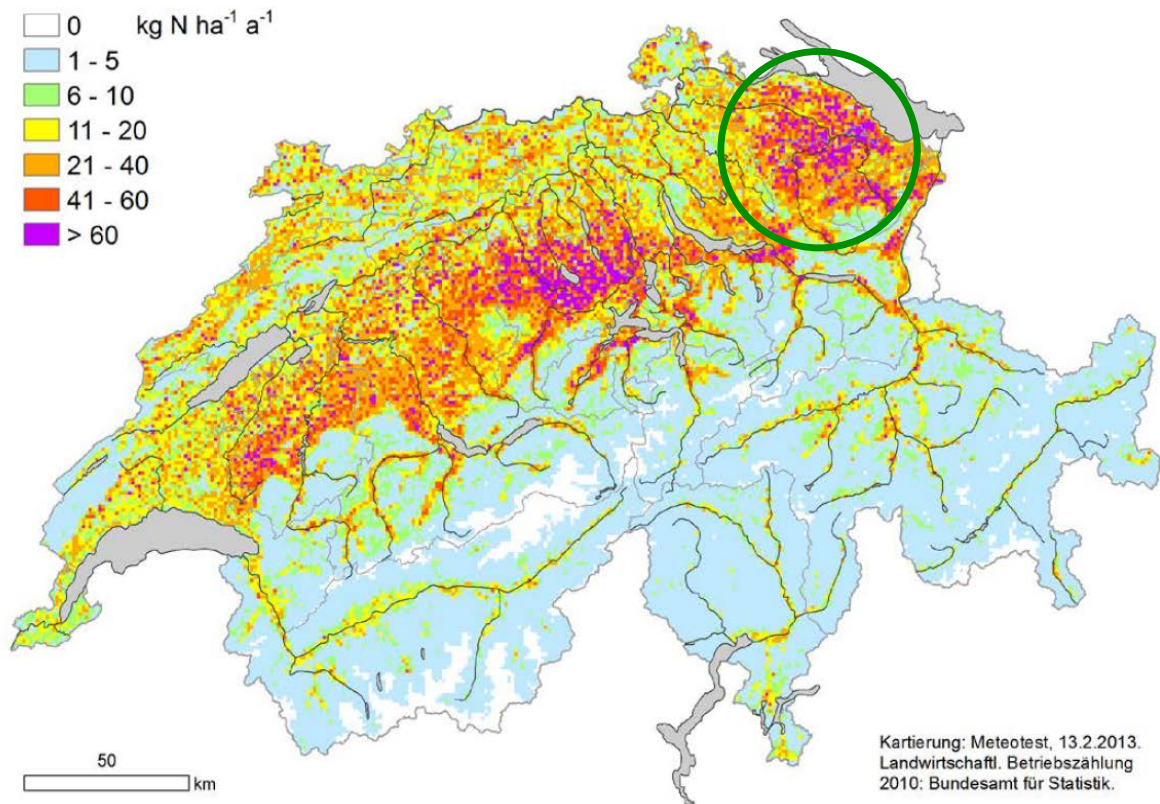 0 kg N ha⁻¹ a⁻¹
1 - 5
6 - 10
11 - 20
21 - 40
41 - 60
> 60
50
km
Kartierung: Meteotest, 13.2.2013.
Landwirtschaftl. Betriebszählung
2010: Bundesamt für Statistik.